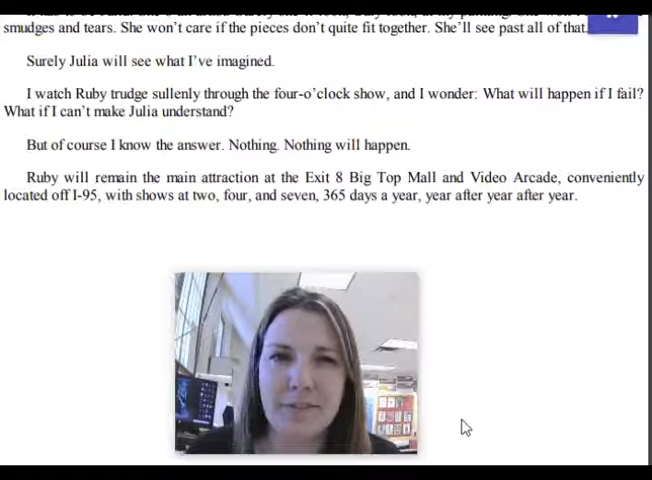 smudges and tears. She won't care if the pieces don't quite fit together. She'll see past all of that.
Surely Julia will see what I've imagined.
I watch Ruby trudge sullenly through the four-o'clock show, and I wonder: What will happen if I fail?
What if I can't make Julia understand?
But of course I know the answer. Nothing. Nothing will happen.
Ruby will remain the main attraction at the Exit 8 Big Top Mall and Video Arcade, conveniently
located off I-95, with shows at two, four, and seven, 365 days a year, year after year after year.